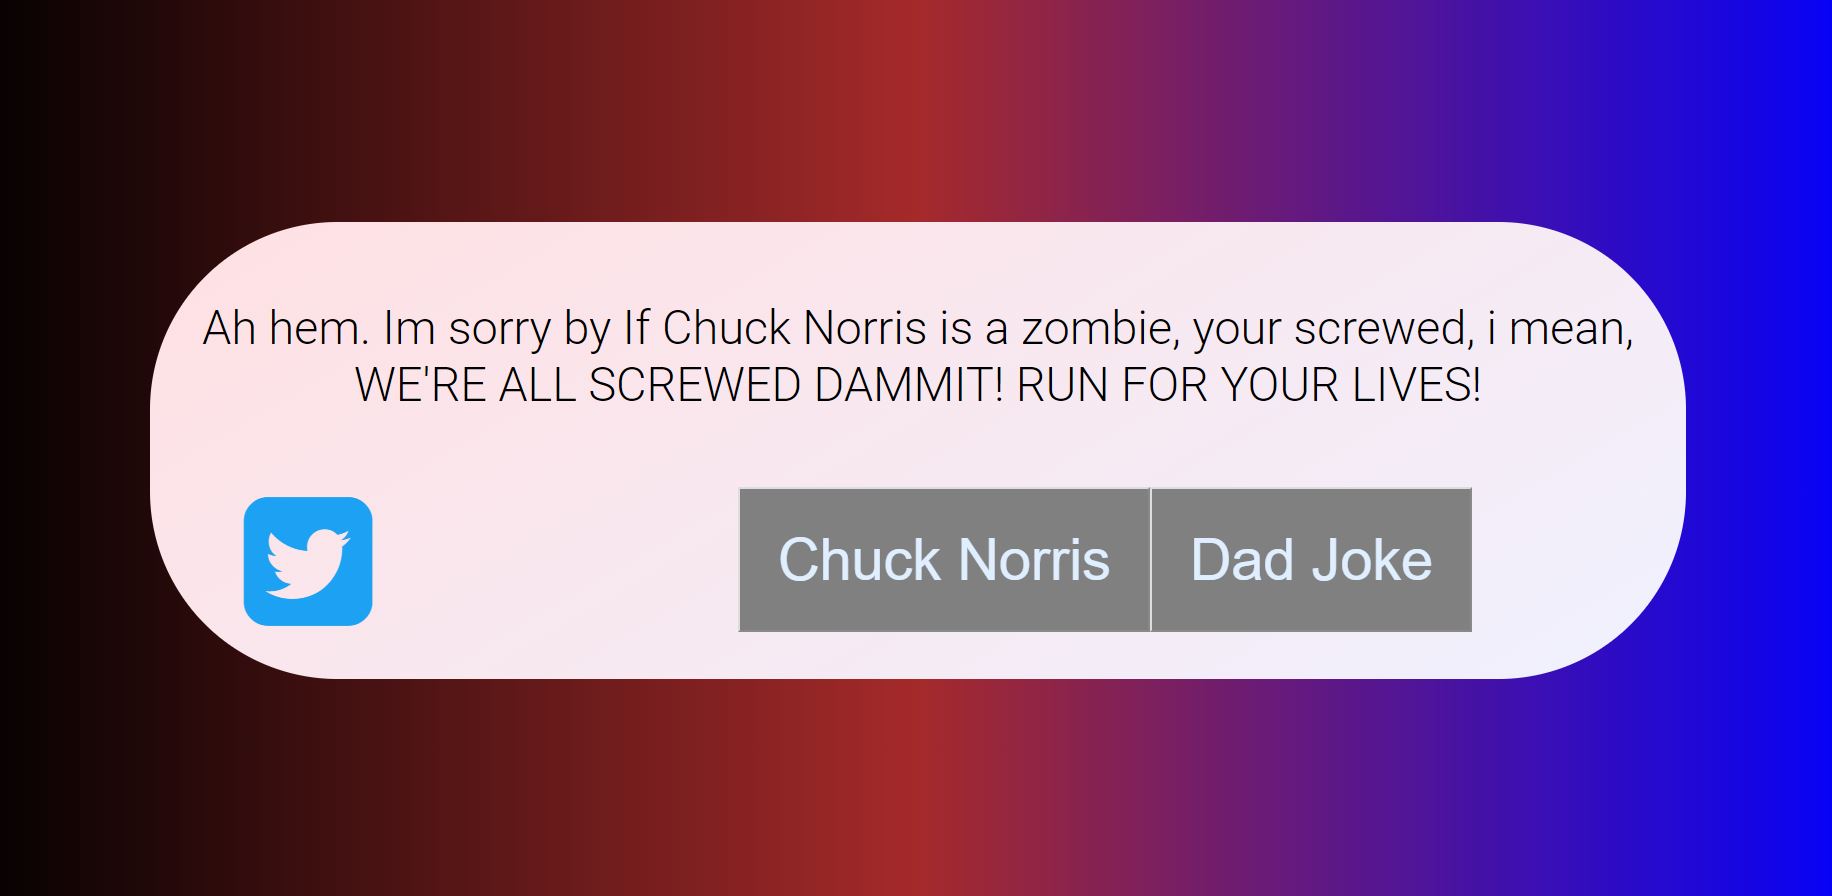 Ah hem. Im sorry by If Chuck Norris is a zombie, your screwed, i mean,
WE'RE ALL SCREWED DAMMIT! RUN FOR YOUR LIVES!
Chuck Norris
Dad Joke